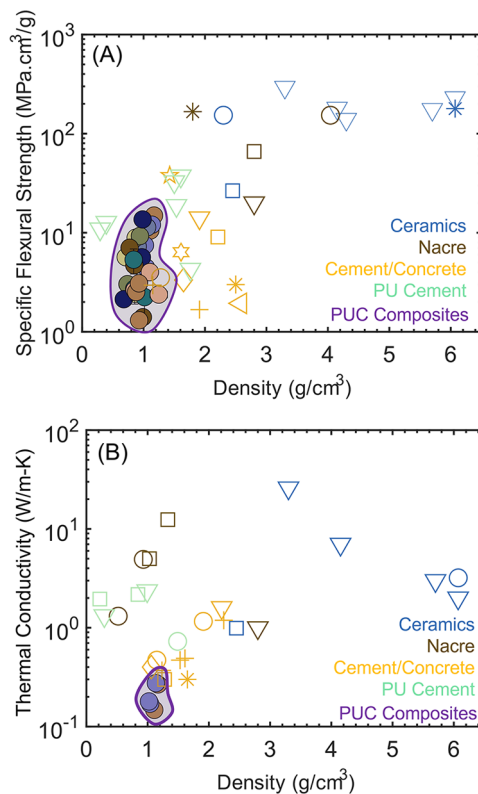 (A)
Specific Flexural Strength (MPa.cm³/g)
10³
10²
10¹
10⁰
0 1 2 3 4 5 6
Density (g/cm³)
Ceramics
Nacre
Cement/Concrete
PU Cement
PUC Composites
(B)
Thermal Conductivity (W/m-K)
10²
10¹
10⁰
10⁻¹
0 1 2 3 4 5 6
Density (g/cm³)
Ceramics
Nacre
Cement/Concrete
PU Cement
PUC Composites